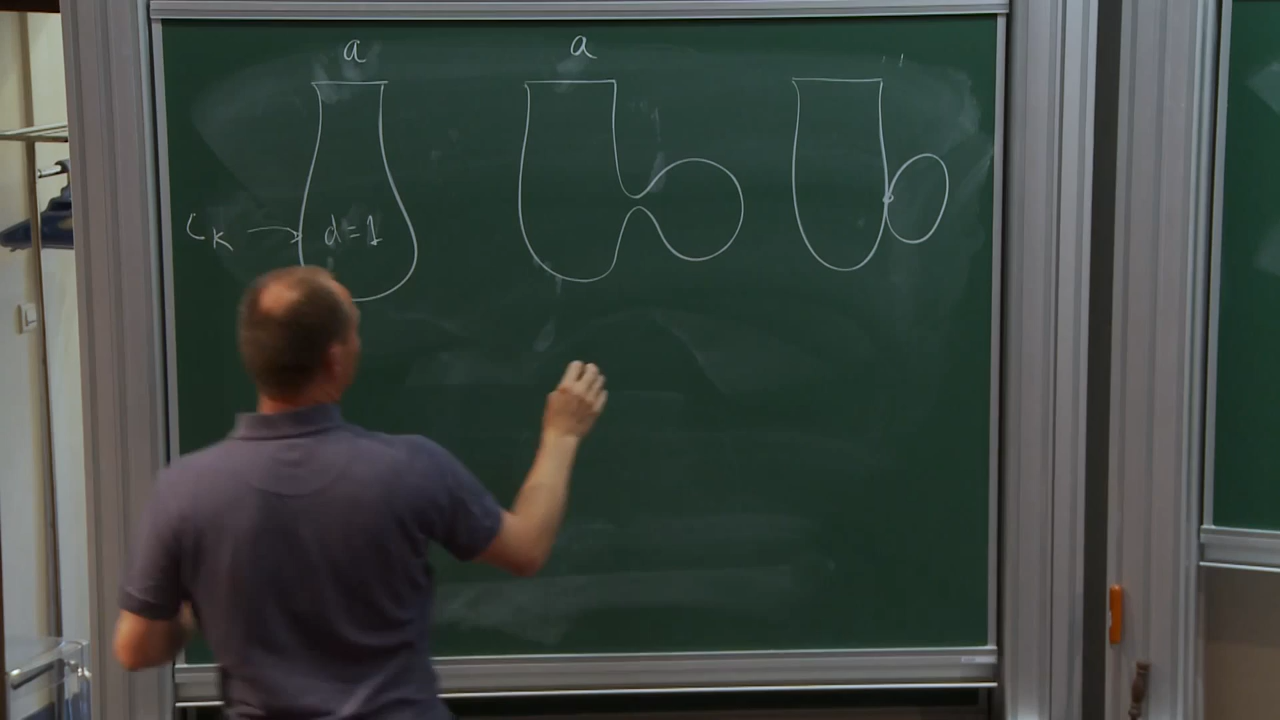 a a
C_K → d=1